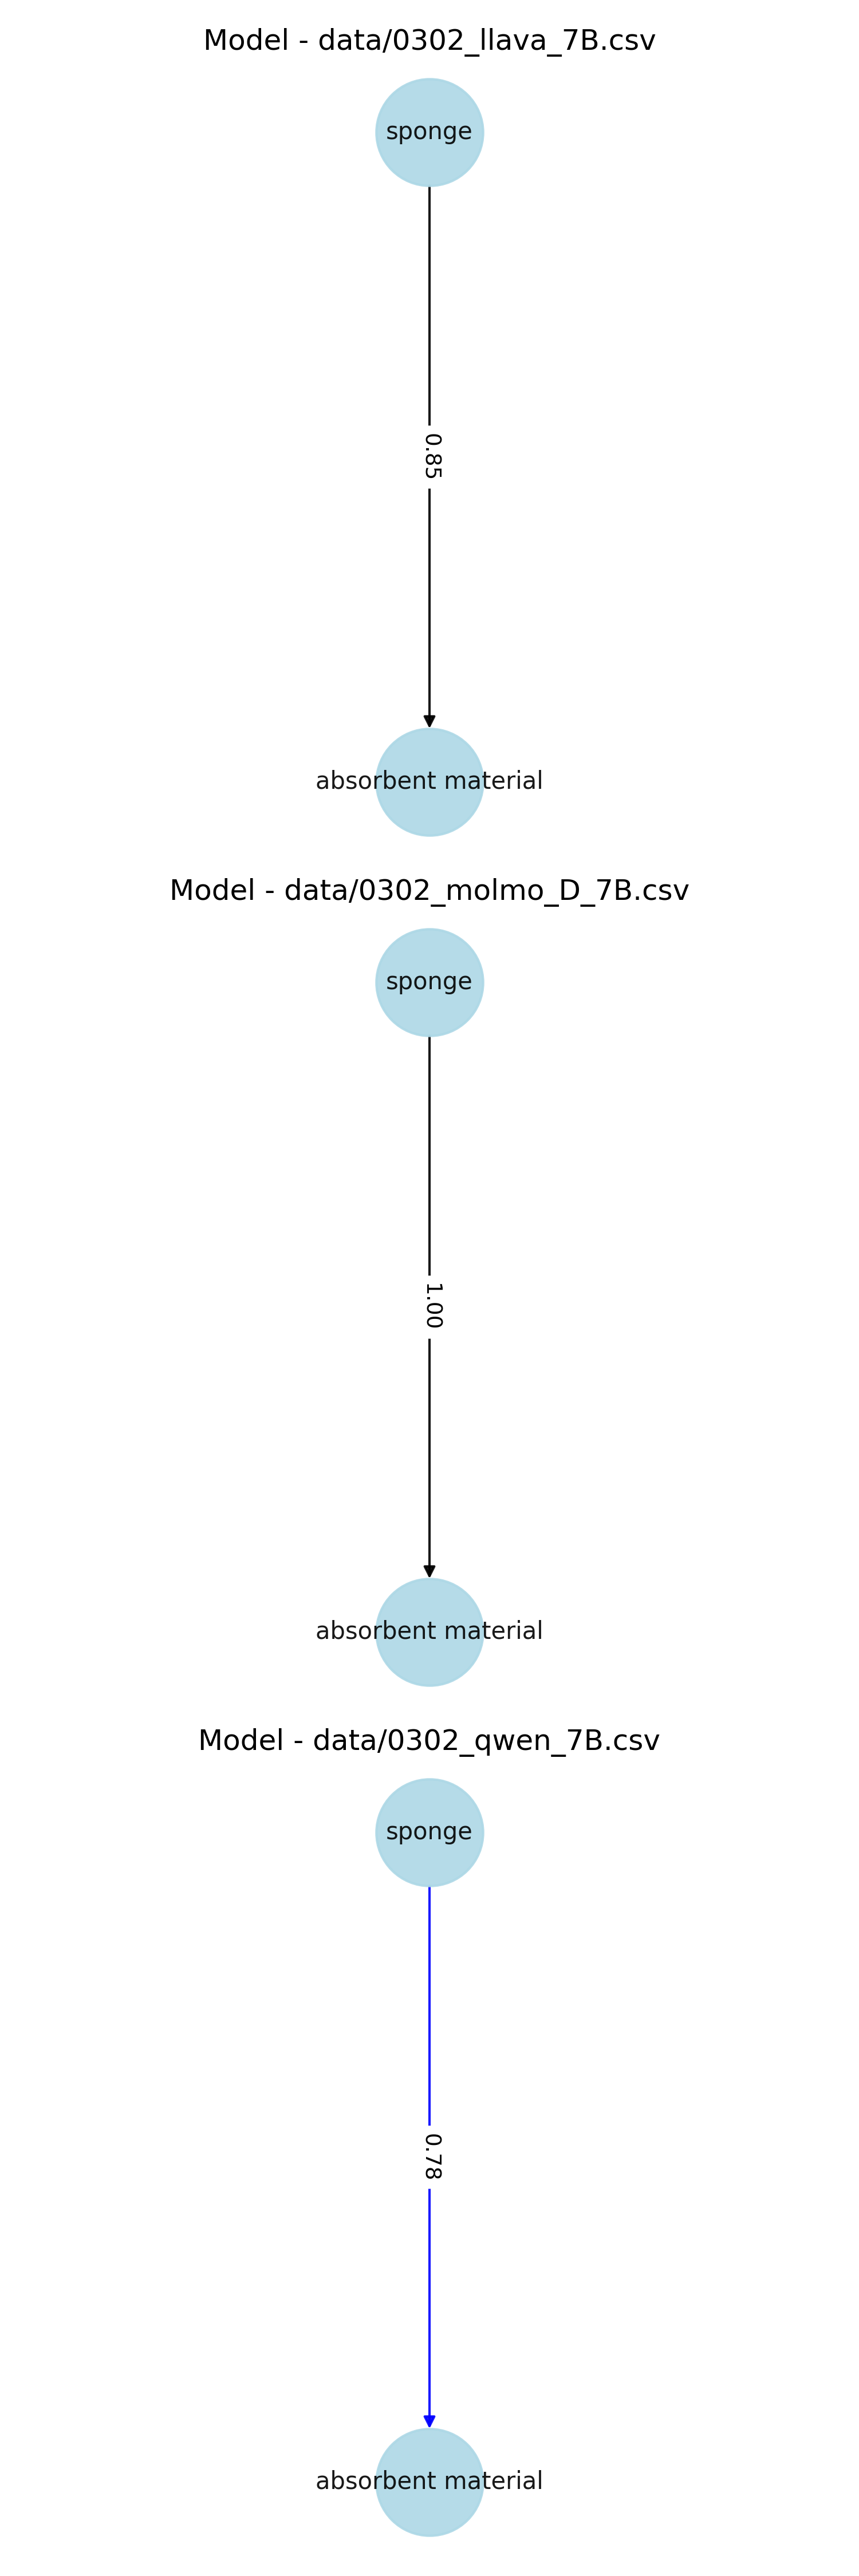 Model - data/0302_llava_7B.csv
sponge
0.85
absorbent material
Model - data/0302_molmo_D_7B.csv
sponge
1.00
absorbent material
Model - data/0302_qwen_7B.csv
sponge
0.78
absorbent material